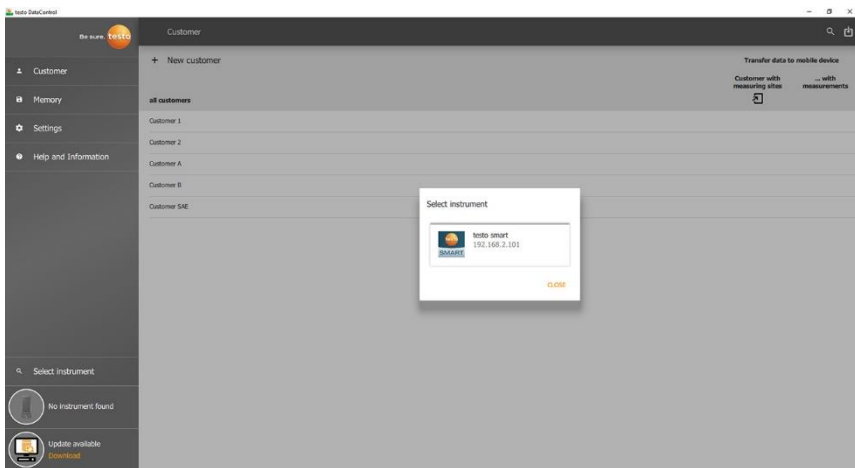 testo DataControl
Be sure. testo
Customer
Customer
Memory
Settings
Help and Information
Select instrument
No instrument found
Update available
Download
+ New customer
Transfer data to mobile device
Customer with
measuring sites
... with
measurements
all customers
Customer 1
Customer 2
Customer A
Customer B
Customer SAE
Select instrument
testo smart
192.168.2.101
SMART
CLOSE